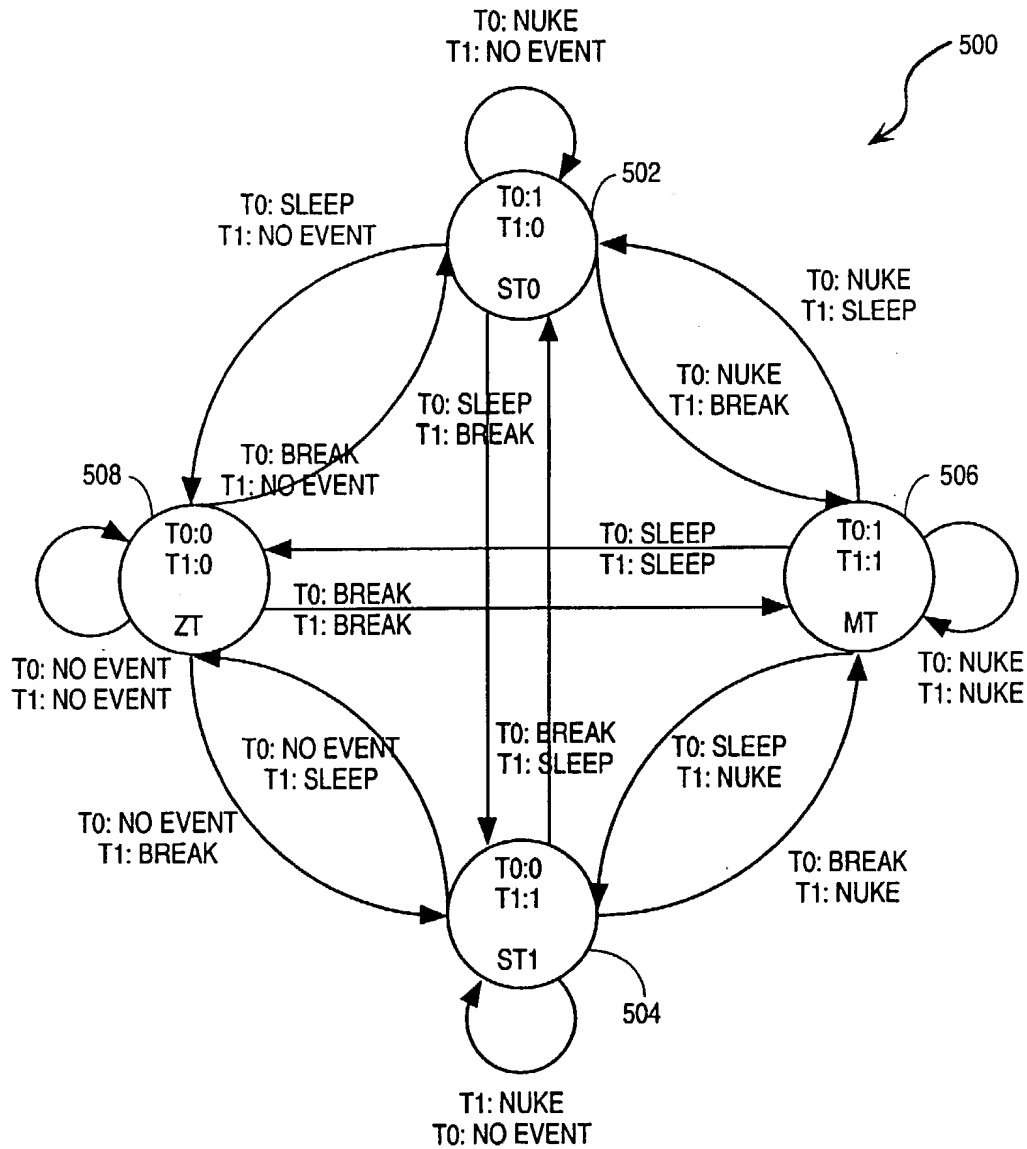 T0: NUKE
T1: NO EVENT
500
502
T0:1
T1:0
ST0
T0: SLEEP
T1: NO EVENT
T0: NUKE
T1: SLEEP
T0: NUKE
T1: BREAK
T0: SLEEP
T1: BREAK
T0: BREAK
T1: NO EVENT
508
506
T0:0
T1:0
ZT
T0:1
T1:1
MT
T0: SLEEP
T1: SLEEP
T0: BREAK
T1: BREAK
T0: NO EVENT
T1: NO EVENT
T0: NUKE
T1: NUKE
T0: BREAK
T1: SLEEP
T0: NO EVENT
T1: SLEEP
T0: SLEEP
T1: NUKE
T0: NO EVENT
T1: BREAK
T0: BREAK
T1: NUKE
T0:0
T1:1
ST1
504
T1: NUKE
T0: NO EVENT